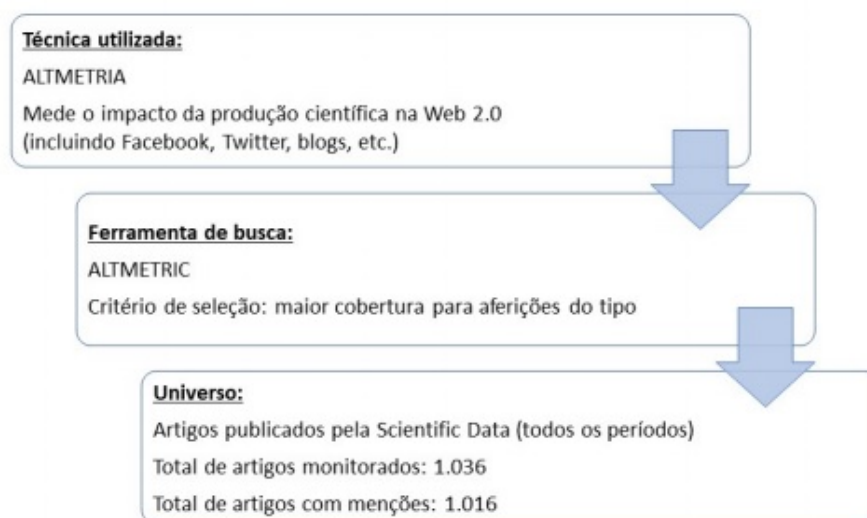 Técnica utilizada:
ALTMETRIA
Mede o impacto da produção científica na Web 2.0
(incluindo Facebook, Twitter, blogs, etc.)
Ferramenta de busca:
ALTMETRIC
Critério de seleção: maior cobertura para aferições do tipo
Universo:
Artigos publicados pela Scientific Data (todos os períodos)
Total de artigos monitorados: 1.036
Total de artigos com menções: 1.016